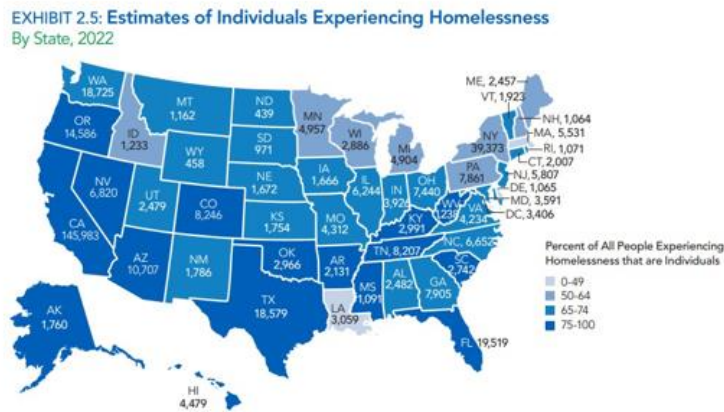 EXHIBIT 2.5: Estimates of Individuals Experiencing Homelessness
By State, 2022
WA
18,725
OR
14,586
CA
145,983
NV
6,820
ID
1,233
MT
1,162
WY
458
UT
2,479
CO
8,246
AZ
10,707
NM
1,786
ND
439
SD
971
NE
1,672
KS
1,754
OK
2,966
TX
18,579
MN
4,957
IA
1,666
MO
4,312
AR
2,131
LA
3,059
WI
2,886
IL
6,244
MI
4,904
IN
3,926
OH
7,440
KY
2,991
TN, 8,207
MS
1,091
AL
2,482
GA
7,905
FL 19,519
SC
2,742
NC, 6,652
WV
1238
VA
4,234
PA
7,861
NY
39,373
ME, 2,457
VT, 1,923
NH, 1,064
MA, 5,531
RI, 1,071
CT, 2,007
NJ, 5,807
DE, 1,065
MD, 3,591
DC, 3,406
AK
1,760
HI
4,479
Percent of All People Experiencing
Homelessness that are Individuals
0-49
50-64
65-74
75-100